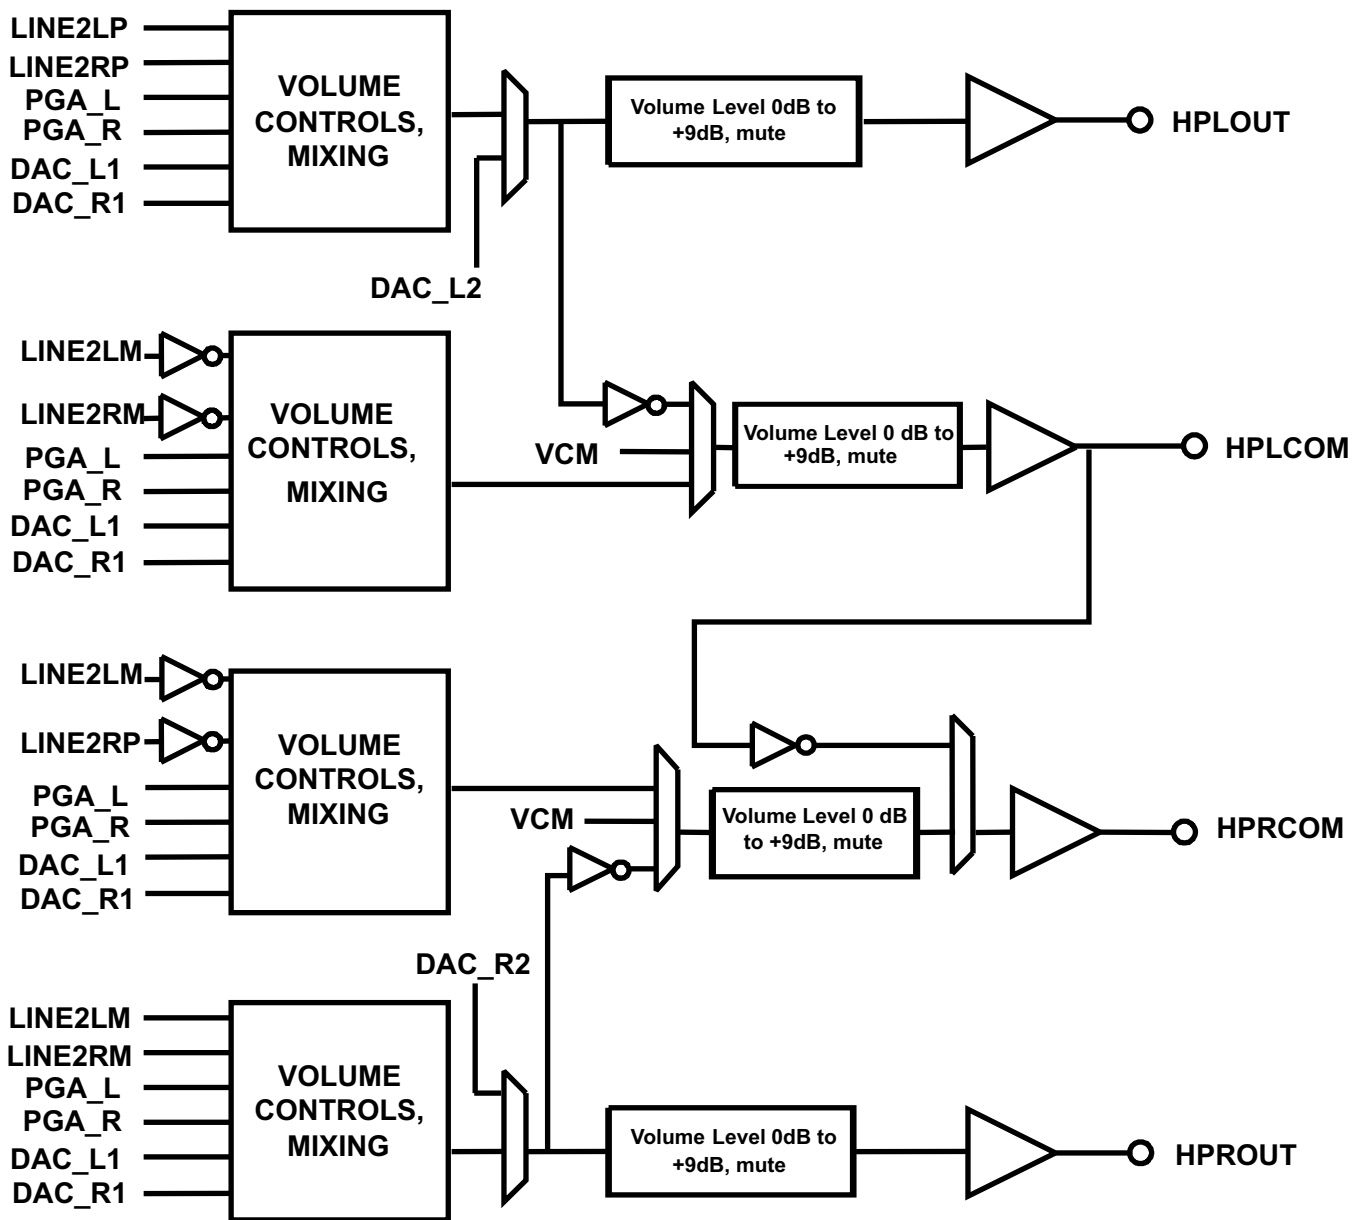 LINE2LP
LINE2RP
PGA_L
PGA_R
DAC_L1
DAC_R1
VOLUME
CONTROLS,
MIXING
DAC_L2
Volume Level 0dB to
+9dB, mute
HPLOUT
LINE2LM
LINE2RM
PGA_L
PGA_R
DAC_L1
DAC_R1
VOLUME
CONTROLS,
MIXING
VCM
Volume Level 0 dB to
+9dB, mute
HPLCOM
LINE2LM
LINE2RP
PGA_L
PGA_R
DAC_L1
DAC_R1
VOLUME
CONTROLS,
MIXING
VCM
Volume Level 0 dB
to +9dB, mute
HPRCOM
DAC_R2
LINE2LM
LINE2RM
PGA_L
PGA_R
DAC_L1
DAC_R1
VOLUME
CONTROLS,
MIXING
Volume Level 0dB to
+9dB, mute
HPROUT